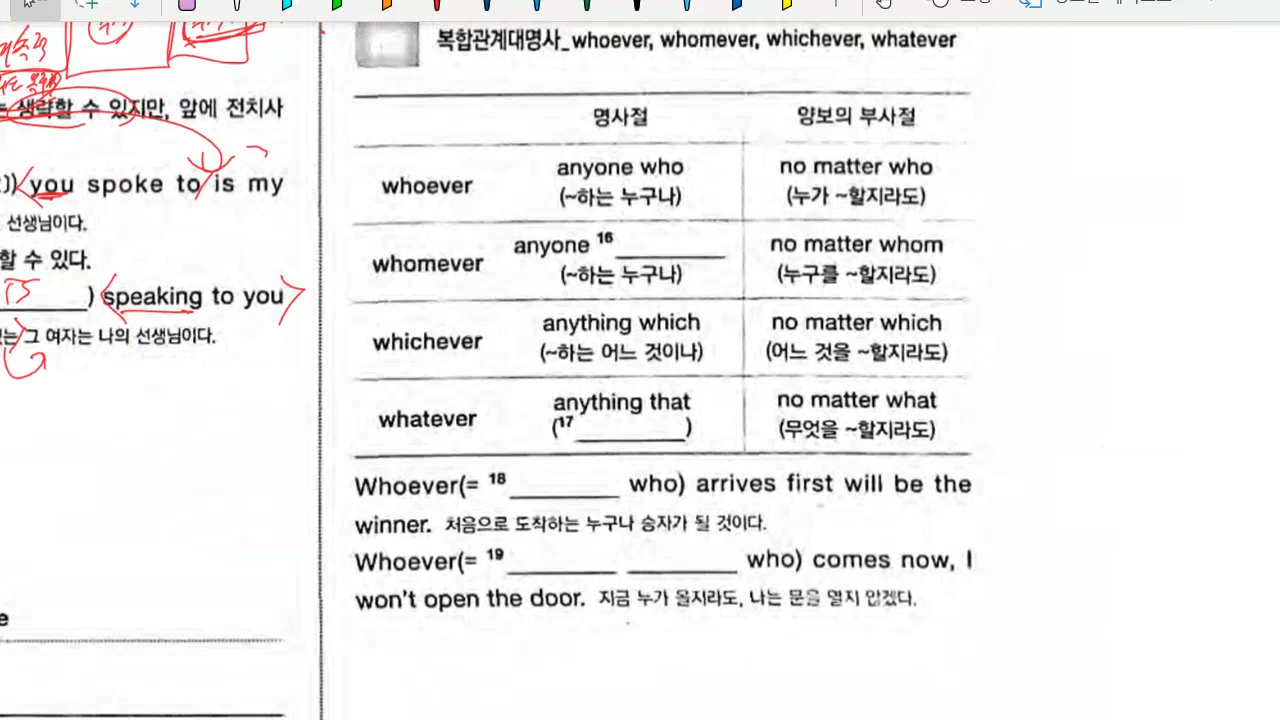 생략할 수 있지만, 앞에 전치사
you spoke to is my
선생님이다.
할 수 있다.
) speaking to you
그 여자는 나의 선생님이다.
e
복합관계대명사_whoever, whomever, whichever, whatever
명사절 양보의 부사절
whoever anyone who no matter who
(~하는 누구나) (누가 ~할지라도)
whomever anyone 16 ______ no matter whom
(~하는 누구나) (누구를 ~할지라도)
whichever anything which no matter which
(~하는 어느 것이나) (어느 것을 ~할지라도)
whatever anything that no matter what
(17 ______) (무엇을 ~할지라도)
Whoever(= 18 ______ who) arrives first will be the
winner. 처음으로 도착하는 누구나 승자가 될 것이다.
Whoever(= 19 ______ ______ who) comes now, I
won't open the door. 지금 누가 올지라도, 나는 문을 열지 않겠다.